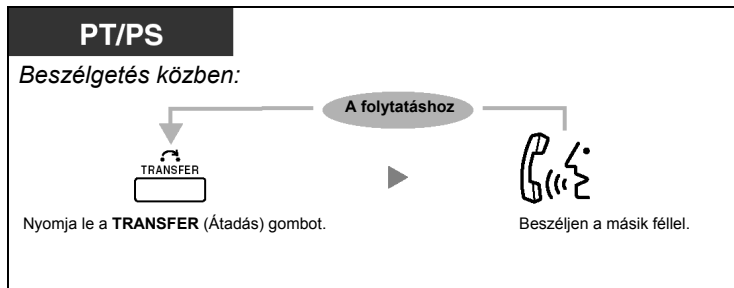 PT/PS
Beszélgetés közben:
A folytatáshoz
TRANSFER
Nyomja le a TRANSFER (Átadás) gombot.
Beszéljen a másik féllel.